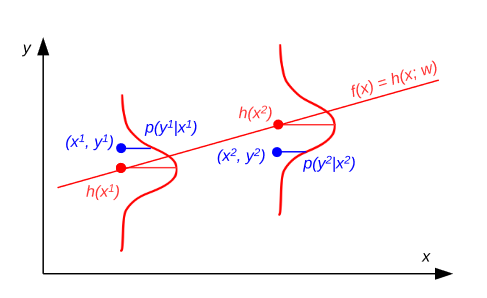 y
f(x) = h(x; w)
h(x²)
(x¹, y¹)
p(y¹|x¹)
(x², y²)
p(y²|x²)
h(x¹)
x